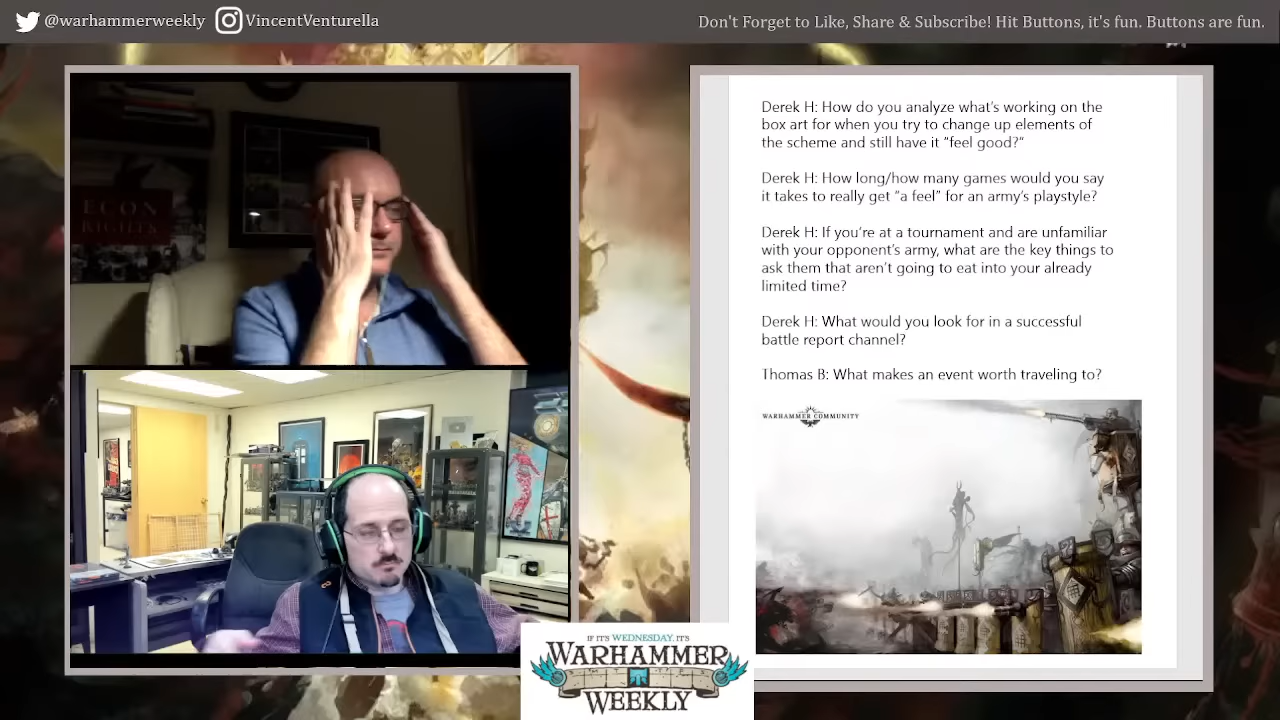 @warhammerweekly VincentVenturella
Don't Forget to Like, Share & Subscribe! Hit Buttons, it's fun. Buttons are fun.
ECON
RIGHTS
Derek H: How do you analyze what's working on the
box art for when you try to change up elements of
the scheme and still have it "feel good?"
Derek H: How long/how many games would you say
it takes to really get "a feel" for an army's playstyle?
Derek H: If you're at a tournament and are unfamiliar
with your opponent's army, what are the key things to
ask them that aren't going to eat into your already
limited time?
Derek H: What would you look for in a successful
battle report channel?
Thomas B: What makes an event worth traveling to?
WARHAMMER COMMUNITY
IF IT'S WEDNESDAY, IT'S
WARHAMMER
WEEKLY